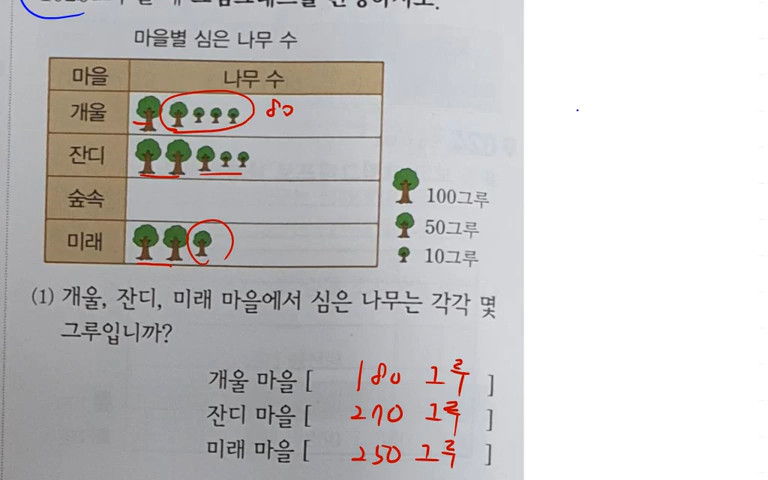 마을별 심은 나무 수
마을 나무 수
개울 80
잔디
숲속
미래
100그루
50그루
10그루
(1) 개울, 잔디, 미래 마을에서 심은 나무는 각각 몇
그루입니까?
개울 마을 [ 180 그루 ]
잔디 마을 [ 270 그루 ]
미래 마을 [ 250 그루 ]